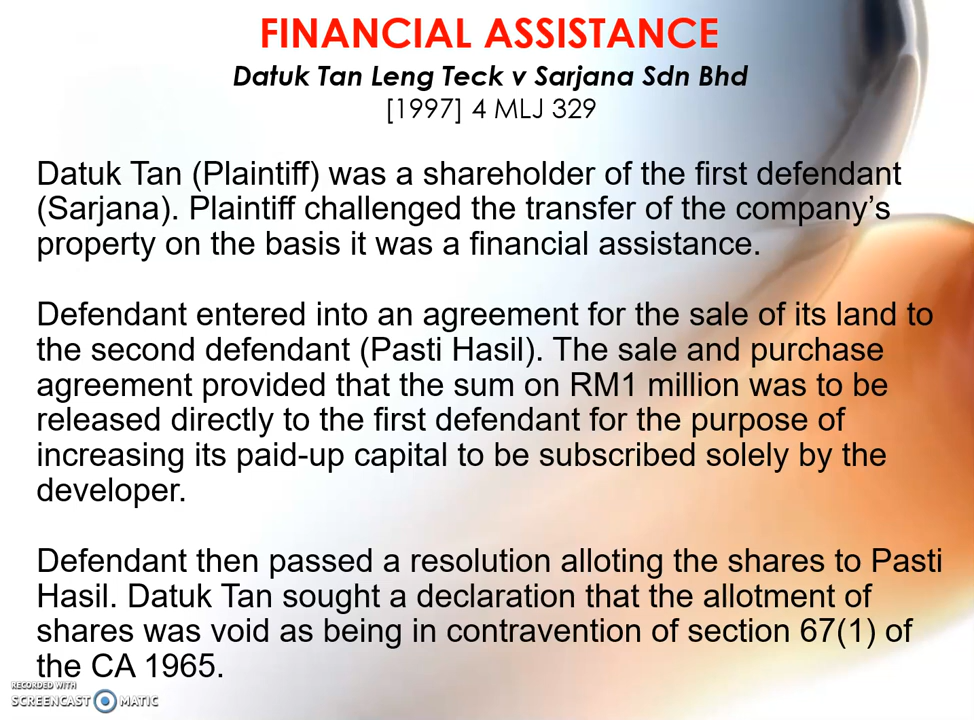 FINANCIAL ASSISTANCE
Datuk Tan Leng Teck v Sarjana Sdn Bhd
[1997] 4 MLJ 329
Datuk Tan (Plaintiff) was a shareholder of the first defendant
(Sarjana). Plaintiff challenged the transfer of the company’s
property on the basis it was a financial assistance.
Defendant entered into an agreement for the sale of its land to
the second defendant (Pasti Hasil). The sale and purchase
agreement provided that the sum on RM1 million was to be
released directly to the first defendant for the purpose of
increasing its paid-up capital to be subscribed solely by the
developer.
Defendant then passed a resolution alloting the shares to Pasti
Hasil. Datuk Tan sought a declaration that the allotment of
shares was void as being in contravention of section 67(1) of
the CA 1965.
RECORDED WITH
SCREENCAST MATIC